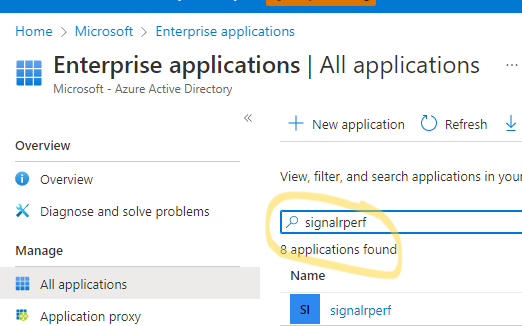 Home > Microsoft > Enterprise applications
Enterprise applications | All applications ...
Microsoft - Azure Active Directory
Overview
Overview
Diagnose and solve problems
Manage
All applications
Application proxy
+ New application Refresh
View, filter, and search applications in your
signalrperf
8 applications found
Name
SI signalrperf